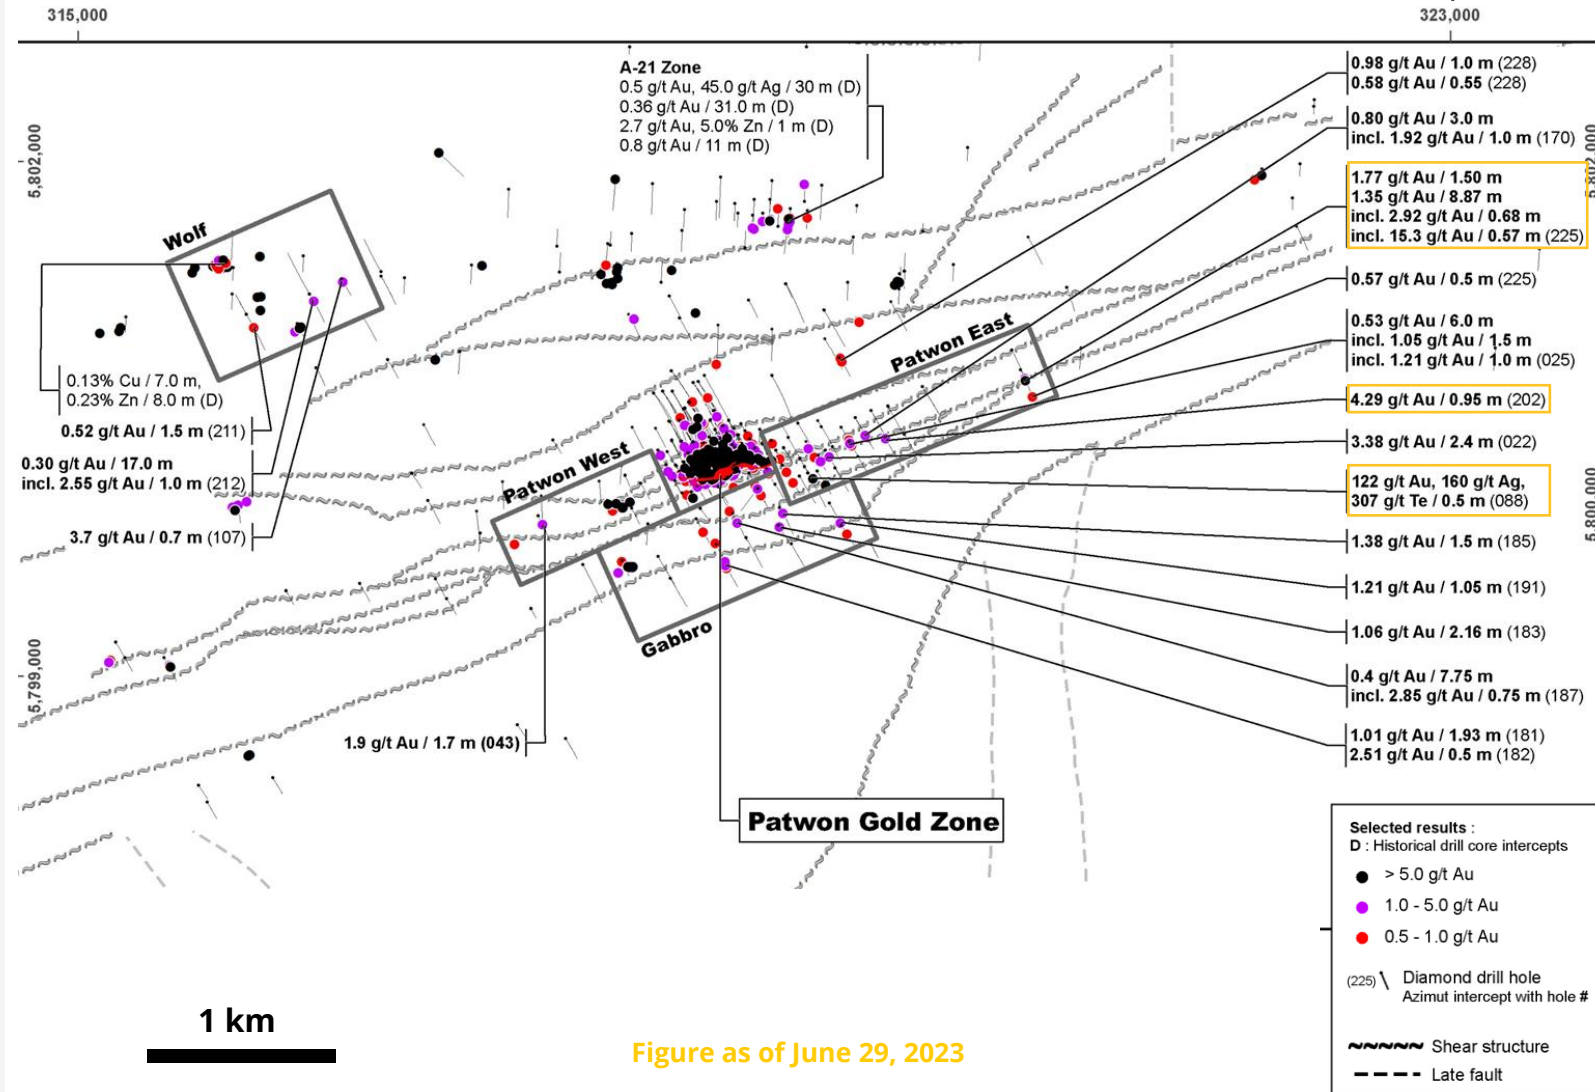 315,000
323,000
5,802,000
5,802,000
A-21 Zone
0.5 g/t Au, 45.0 g/t Ag / 30 m (D)
0.36 g/t Au / 31.0 m (D)
2.7 g/t Au, 5.0% Zn / 1 m (D)
0.8 g/t Au / 11 m (D)
0.98 g/t Au / 1.0 m (228)
0.58 g/t Au / 0.55 (228)
0.80 g/t Au / 3.0 m
incl. 1.92 g/t Au / 1.0 m (170)
1.77 g/t Au / 1.50 m
1.35 g/t Au / 8.87 m
incl. 2.92 g/t Au / 0.68 m
incl. 15.3 g/t Au / 0.57 m (225)
0.57 g/t Au / 0.5 m (225)
0.53 g/t Au / 6.0 m
incl. 1.05 g/t Au / 1.5 m
incl. 1.21 g/t Au / 1.0 m (025)
4.29 g/t Au / 0.95 m (202)
3.38 g/t Au / 2.4 m (022)
122 g/t Au, 160 g/t Ag,
307 g/t Te / 0.5 m (088)
1.38 g/t Au / 1.5 m (185)
1.21 g/t Au / 1.05 m (191)
1.06 g/t Au / 2.16 m (183)
0.4 g/t Au / 7.75 m
incl. 2.85 g/t Au / 0.75 m (187)
1.01 g/t Au / 1.93 m (181)
2.51 g/t Au / 0.5 m (182)
5,800,000
Wolf
Patwon East
Patwon West
Gabbro
0.13% Cu / 7.0 m,
0.23% Zn / 8.0 m (D)
0.52 g/t Au / 1.5 m (211)
0.30 g/t Au / 17.0 m
incl. 2.55 g/t Au / 1.0 m (212)
3.7 g/t Au / 0.7 m (107)
5,799,000
1.9 g/t Au / 1.7 m (043)
Patwon Gold Zone
Selected results :
D : Historical drill core intercepts
> 5.0 g/t Au
1.0 - 5.0 g/t Au
0.5 - 1.0 g/t Au
(225) Diamond drill hole
Azimut intercept with hole #
Shear structure
Late fault
1 km
Figure as of June 29, 2023